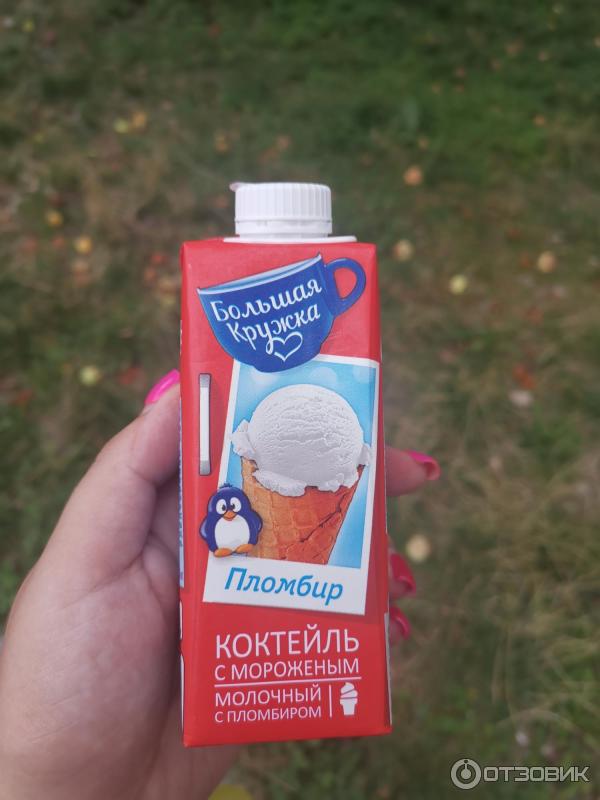 Большая
Кружка
Пломбир
КОКТЕЙЛЬ
С МОРОЖЕНЫМ
МОЛОЧНЫЙ
С ПЛОМБИРОМ
ОТЗОВИК